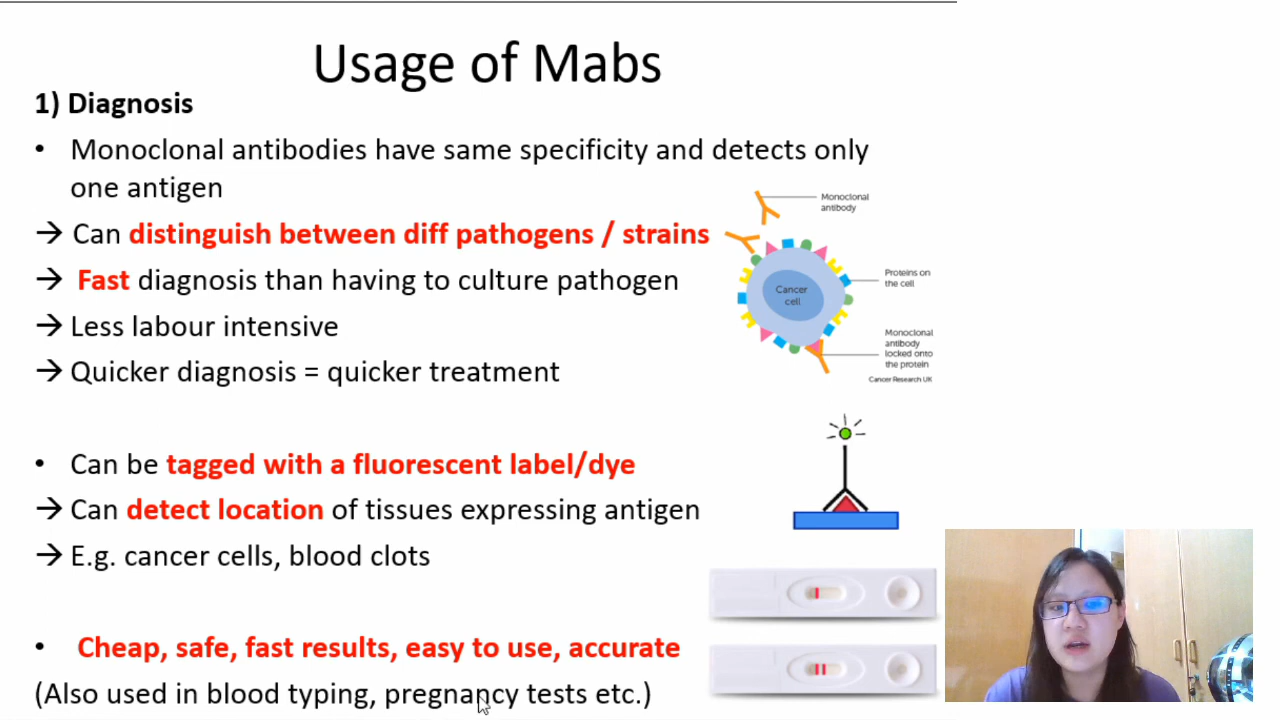 Usage of Mabs
1) Diagnosis
• Monoclonal antibodies have same specificity and detects only
one antigen
→ Can distinguish between diff pathogens / strains
→ Fast diagnosis than having to culture pathogen
→ Less labour intensive
→ Quicker diagnosis = quicker treatment
• Can be tagged with a fluorescent label/dye
→ Can detect location of tissues expressing antigen
→ E.g. cancer cells, blood clots
• Cheap, safe, fast results, easy to use, accurate
(Also used in blood typing, pregnancy tests etc.)
Monoclonal
antibody
Proteins on
the cell
Cancer
cell
Monoclonal
antibody
locked onto
the protein
Cancer Research UK